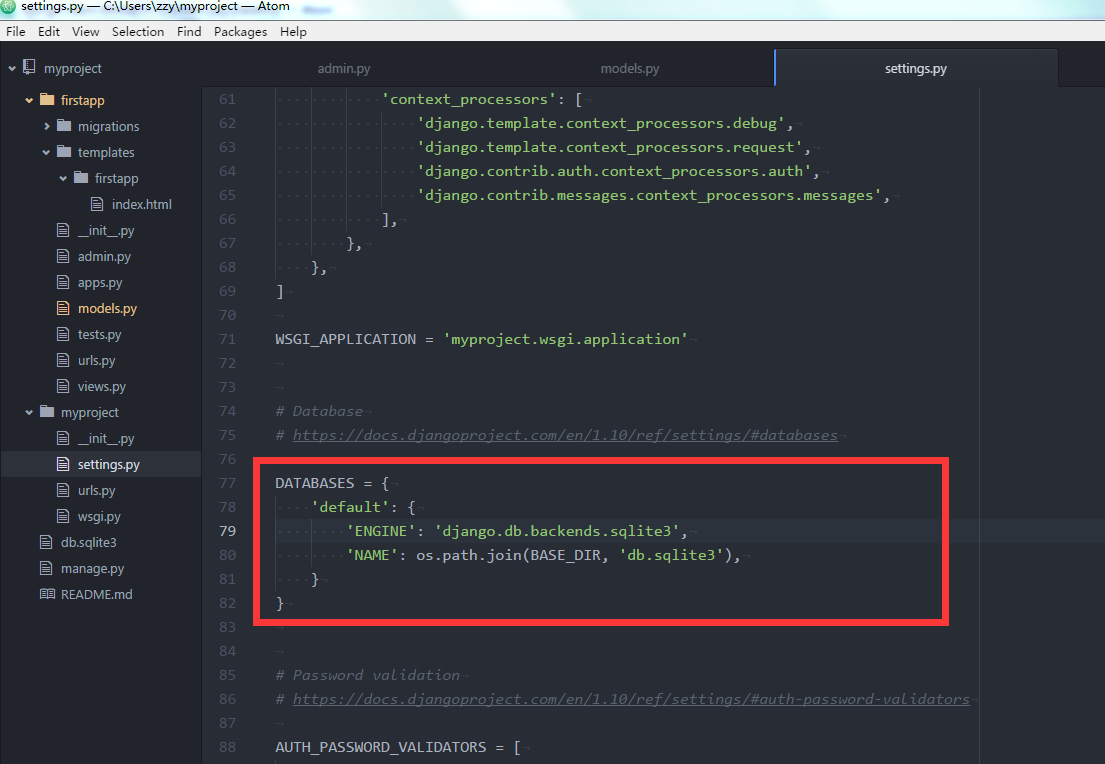 settings.py — C:\Users\zzy\myproject — Atom
File Edit View Selection Find Packages Help
myproject
firstapp
migrations
templates
firstapp
index.html
__init__.py
admin.py
apps.py
models.py
tests.py
urls.py
views.py
myproject
__init__.py
settings.py
urls.py
wsgi.py
db.sqlite3
manage.py
README.md
admin.py models.py settings.py
61 'context_processors': [
62 'django.template.context_processors.debug',
63 'django.template.context_processors.request',
64 'django.contrib.auth.context_processors.auth',
65 'django.contrib.messages.context_processors.messages',
66 ],
67 },
68 },
69 ]
70
71 WSGI_APPLICATION = 'myproject.wsgi.application'
72
73
74 # Database
75 # https://docs.djangoproject.com/en/1.10/ref/settings/#databases
76
77 DATABASES = {
78 'default': {
79 'ENGINE': 'django.db.backends.sqlite3',
80 'NAME': os.path.join(BASE_DIR, 'db.sqlite3'),
81 }
82 }
83
84
85 # Password validation
86 # https://docs.djangoproject.com/en/1.10/ref/settings/#auth-password-validators
87
88 AUTH_PASSWORD_VALIDATORS = [